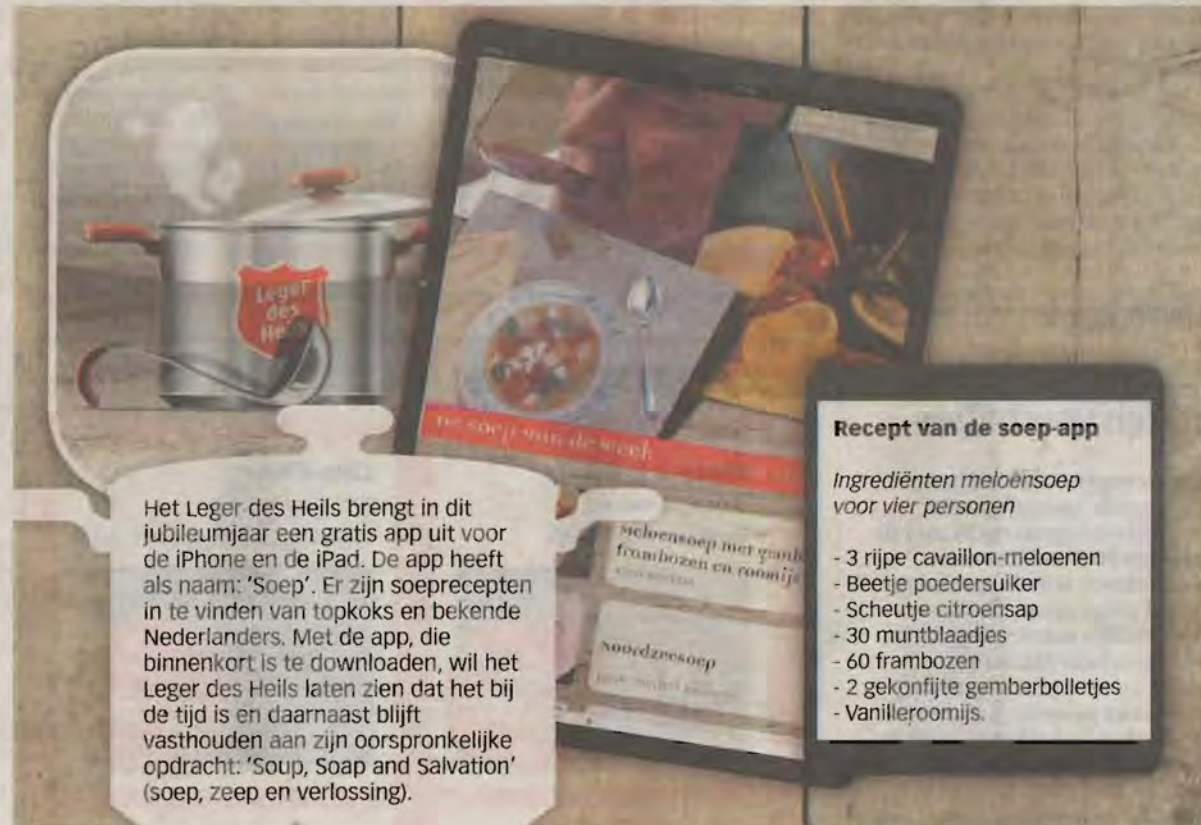 Leger
des
Heils
de soep van de week
Meloensoep met
frambozen en roomijs
Noordzeesoep
Het Leger des Heils brengt in dit
jubileumjaar een gratis app uit voor
de iPhone en de iPad. De app heeft
als naam: 'Soep'. Er zijn soeprecepten
in te vinden van topkoks en bekende
Nederlanders. Met de app, die
binnenkort is te downloaden, wil het
Leger des Heils laten zien dat het bij
de tijd is en daarnaast blijft
vasthouden aan zijn oorspronkelijke
opdracht: 'Soup, Soap and Salvation'
(soep, zeep en verlossing).
Recept van de soep-app
Ingrediënten meloensoep
voor vier personen
- 3 rijpe cavaillon-meloenen
- Beetje poedersuiker
- Scheutje citroensap
- 30 muntblaadjes
- 60 frambozen
- 2 gekonfijte gemberbolletjes
- Vanilleroomijs.